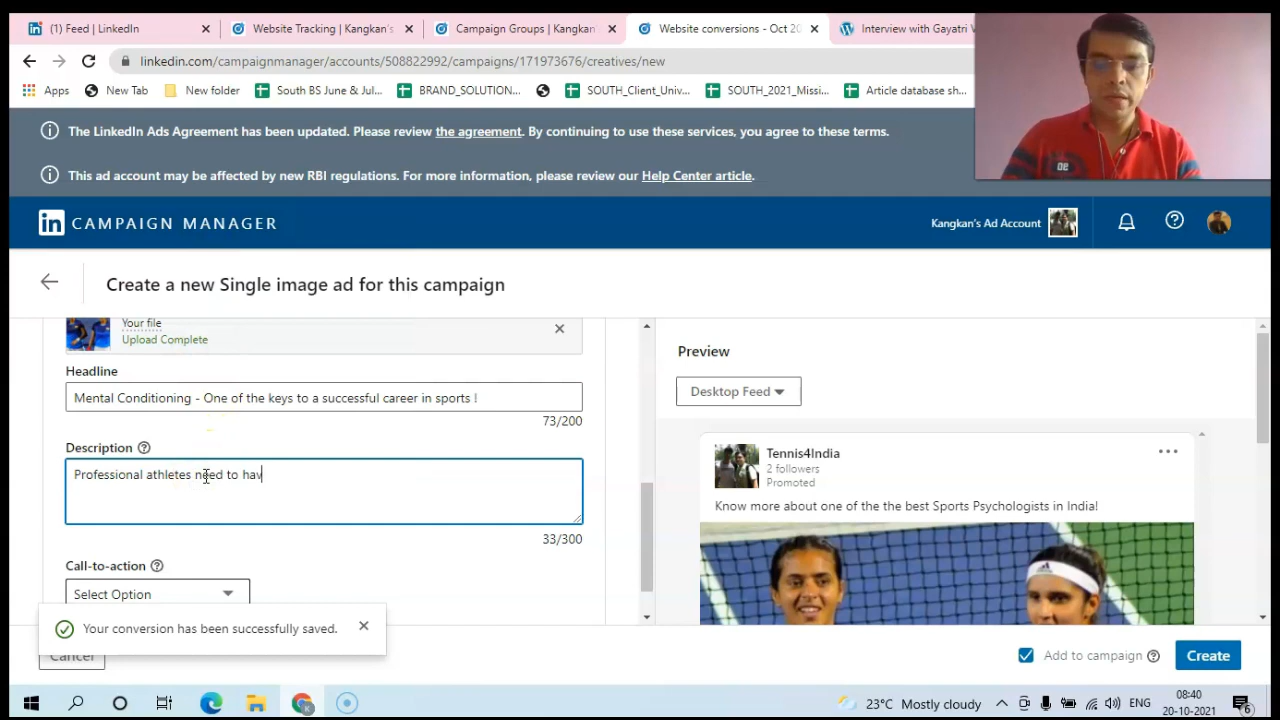 (1) Feed | LinkedIn
Website Tracking | Kangkan's
Campaign Groups | Kangkan
Website conversions - Oct 20
Interview with Gayatri V
linkedin.com/campaignmanager/accounts/508822992/campaigns/171973676/creatives/new
Apps
New Tab
New folder
South BS June & Jul...
BRAND_SOLUTION...
SOUTH_Client_Univ...
SOUTH_2021_Missi...
Article database sh...
The LinkedIn Ads Agreement has been updated. Please review the agreement. By continuing to use these services, you agree to these terms.
This ad account may be affected by new RBI regulations. For more information, please review our Help Center article.
in CAMPAIGN MANAGER
Kangkan's Ad Account
Create a new Single image ad for this campaign
Your file
Upload Complete
Headline
Mental Conditioning - One of the keys to a successful career in sports !
73/200
Description
Professional athletes need to hav
33/300
Call-to-action
Select Option
Your conversion has been successfully saved.
Cancel
Preview
Desktop Feed
Tennis4India
2 followers
Promoted
Know more about one of the the best Sports Psychologists in India!
Add to campaign
Create
23°C Mostly cloudy
ENG
08:40
20-10-2021
6